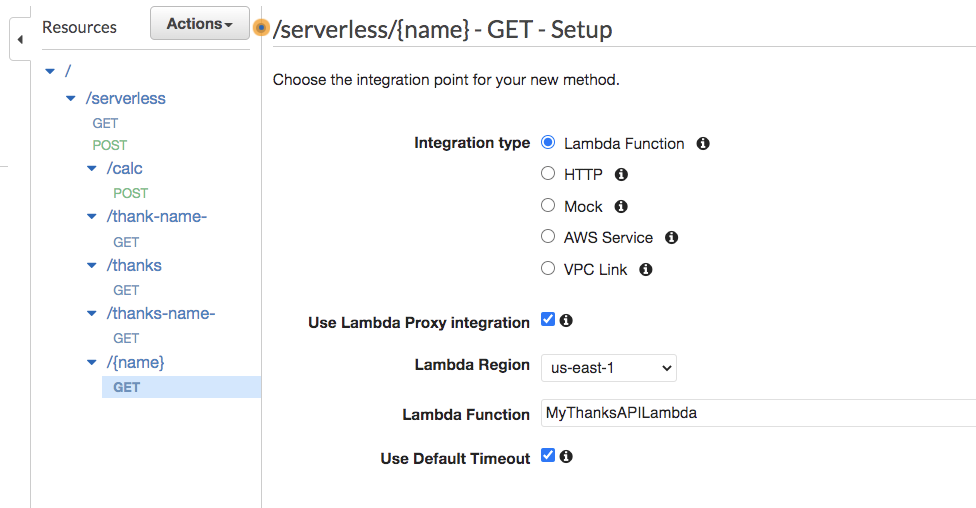 Resources
Actions
/serverless/{name} - GET - Setup
/
/serverless
GET
POST
/calc
POST
/thank-name-
GET
/thanks
GET
/thanks-name-
GET
/{name}
GET
Choose the integration point for your new method.
Integration type
Lambda Function
HTTP
Mock
AWS Service
VPC Link
Use Lambda Proxy integration
Lambda Region us-east-1
Lambda Function MyThanksAPILambda
Use Default Timeout